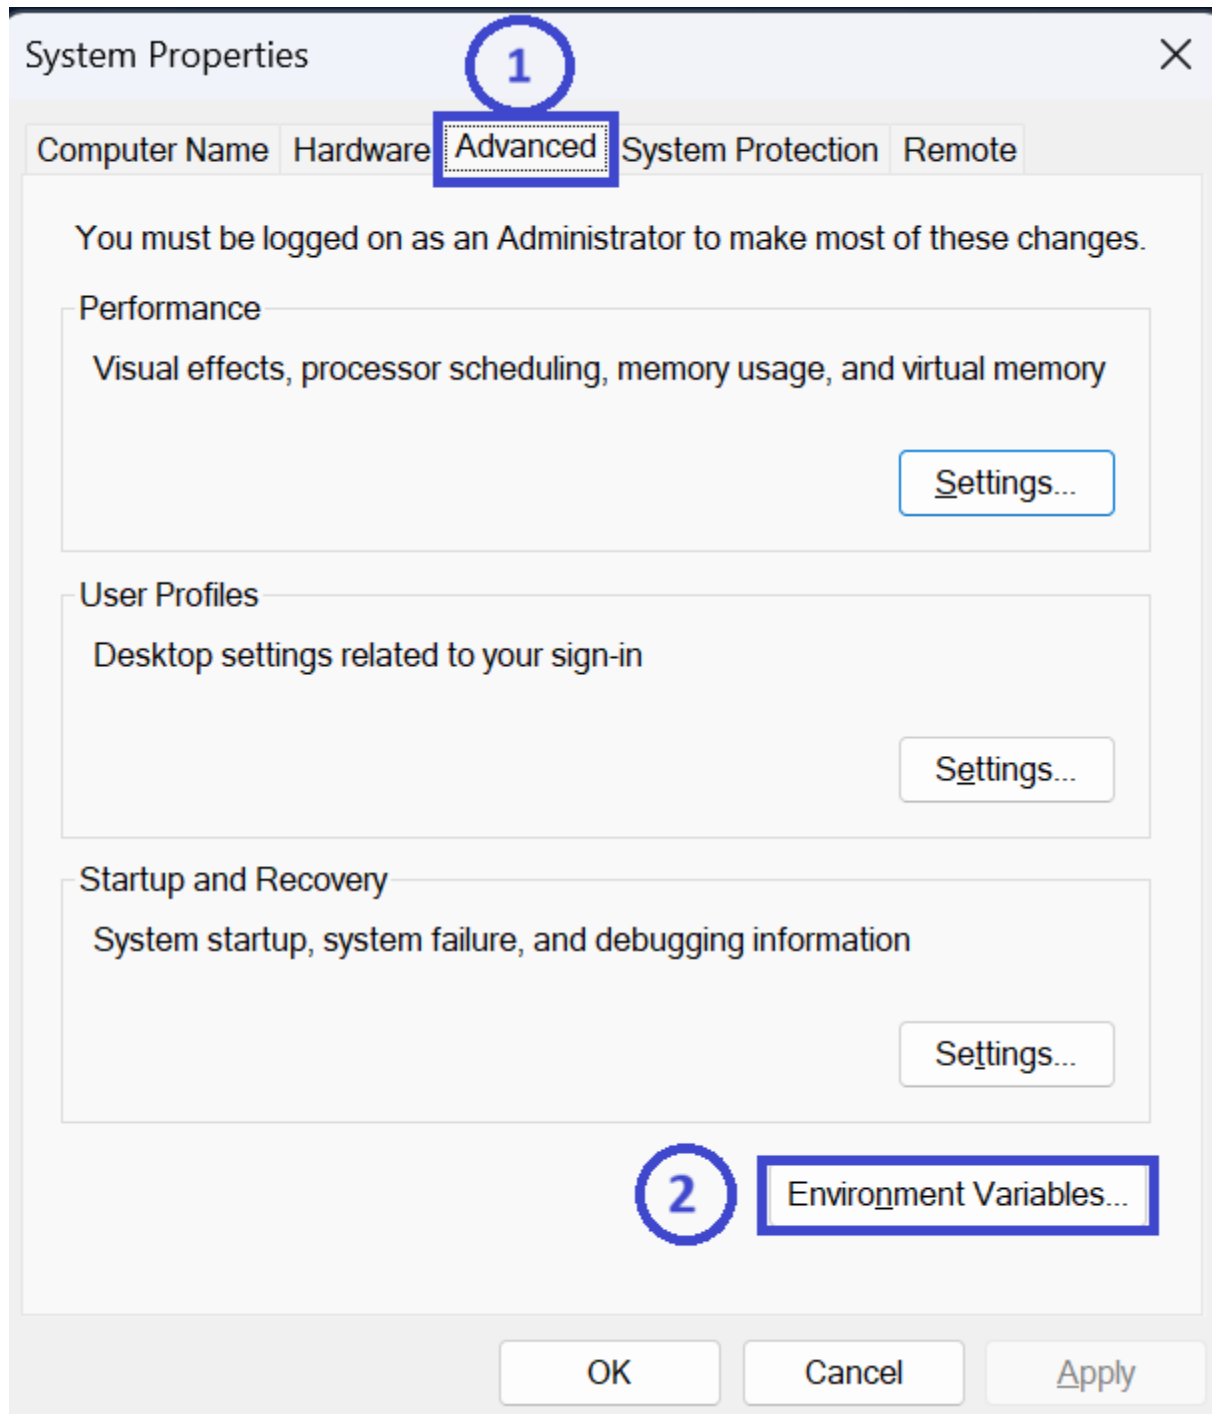 System Properties
1
Computer Name Hardware Advanced System Protection Remote
You must be logged on as an Administrator to make most of these changes.
Performance
Visual effects, processor scheduling, memory usage, and virtual memory
Settings...
User Profiles
Desktop settings related to your sign-in
Settings...
Startup and Recovery
System startup, system failure, and debugging information
Settings...
2 Environment Variables...
OK Cancel Apply